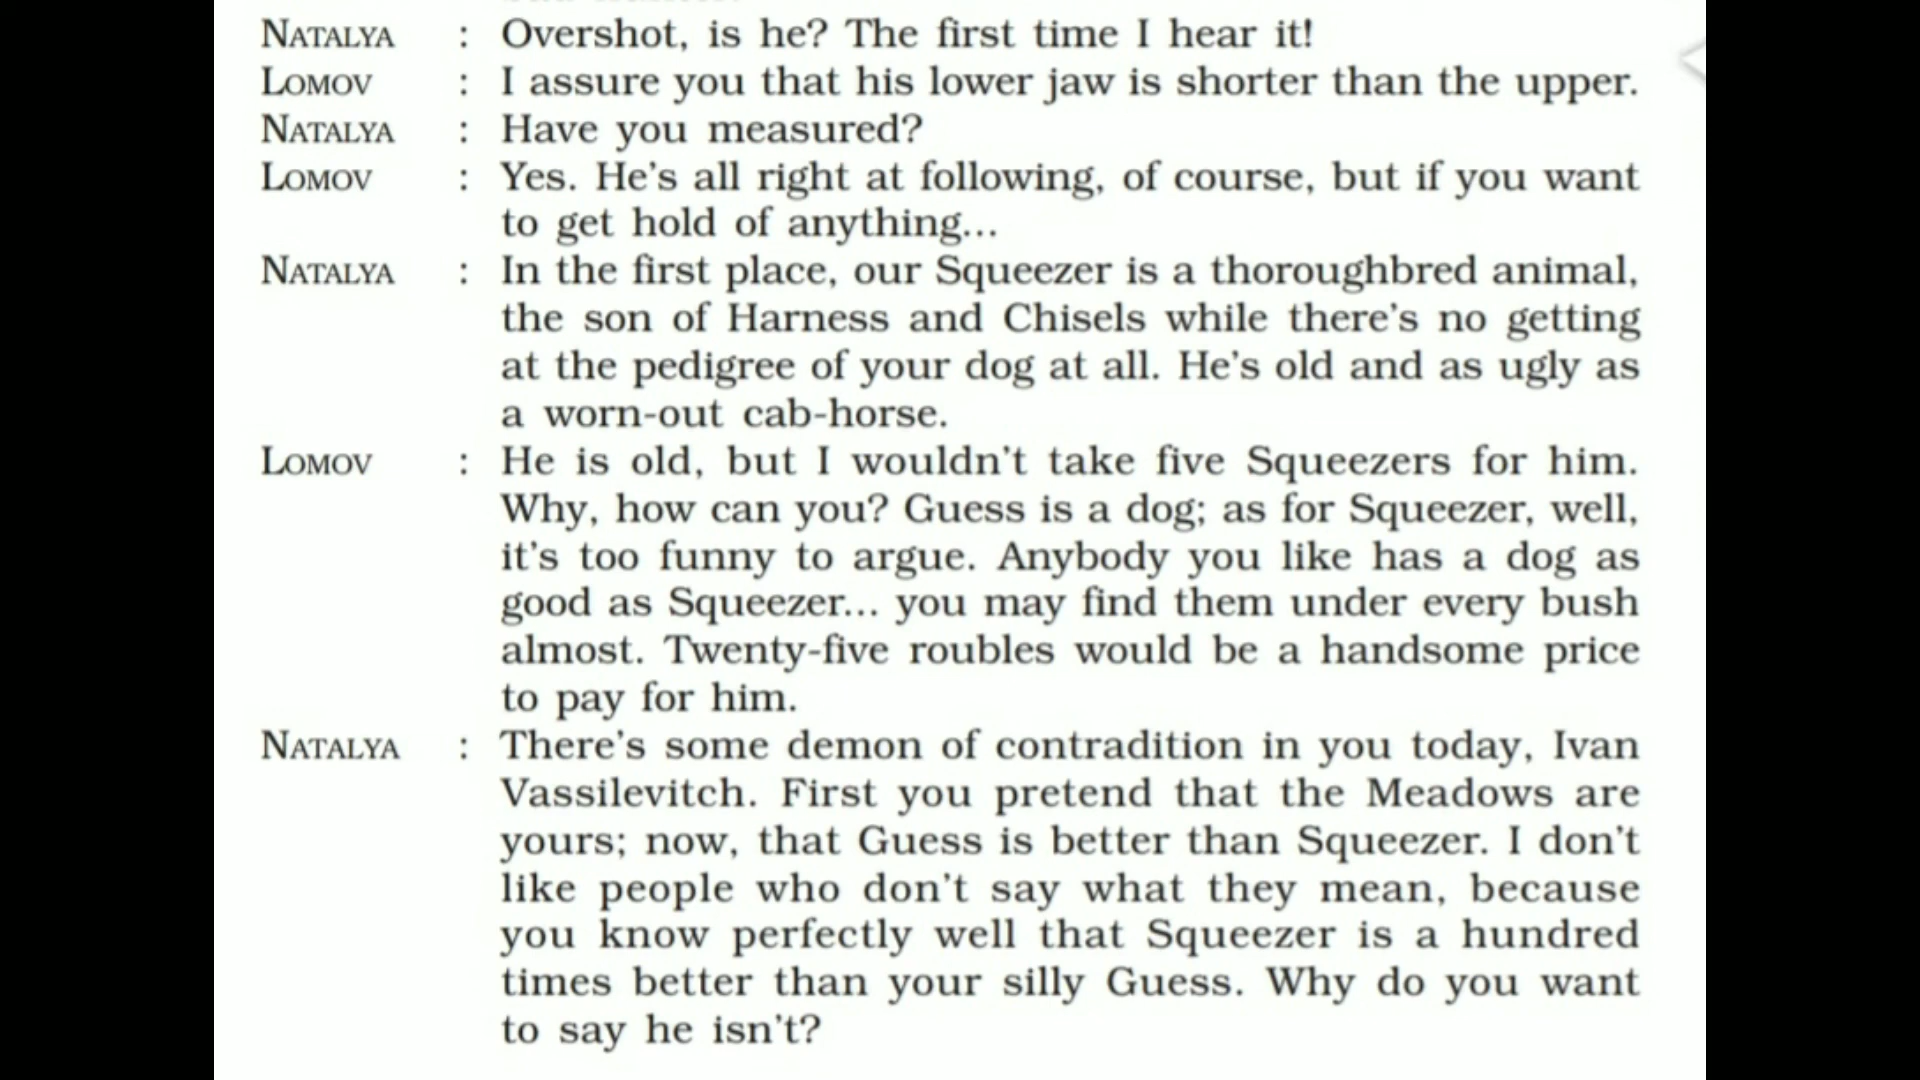 NATALYA : Overshot, is he? The first time I hear it!
LOMOV : I assure you that his lower jaw is shorter than the upper.
NATALYA : Have you measured?
LOMOV : Yes. He's all right at following, of course, but if you want
to get hold of anything...
NATALYA : In the first place, our Squeezer is a thoroughbred animal,
the son of Harness and Chisels while there's no getting
at the pedigree of your dog at all. He's old and as ugly as
a worn-out cab-horse.
LOMOV : He is old, but I wouldn't take five Squeezers for him.
Why, how can you? Guess is a dog; as for Squeezer, well,
it's too funny to argue. Anybody you like has a dog as
good as Squeezer... you may find them under every bush
almost. Twenty-five roubles would be a handsome price
to pay for him.
NATALYA : There's some demon of contradition in you today, Ivan
Vassilevitch. First you pretend that the Meadows are
yours; now, that Guess is better than Squeezer. I don't
like people who don't say what they mean, because
you know perfectly well that Squeezer is a hundred
times better than your silly Guess. Why do you want
to say he isn't?